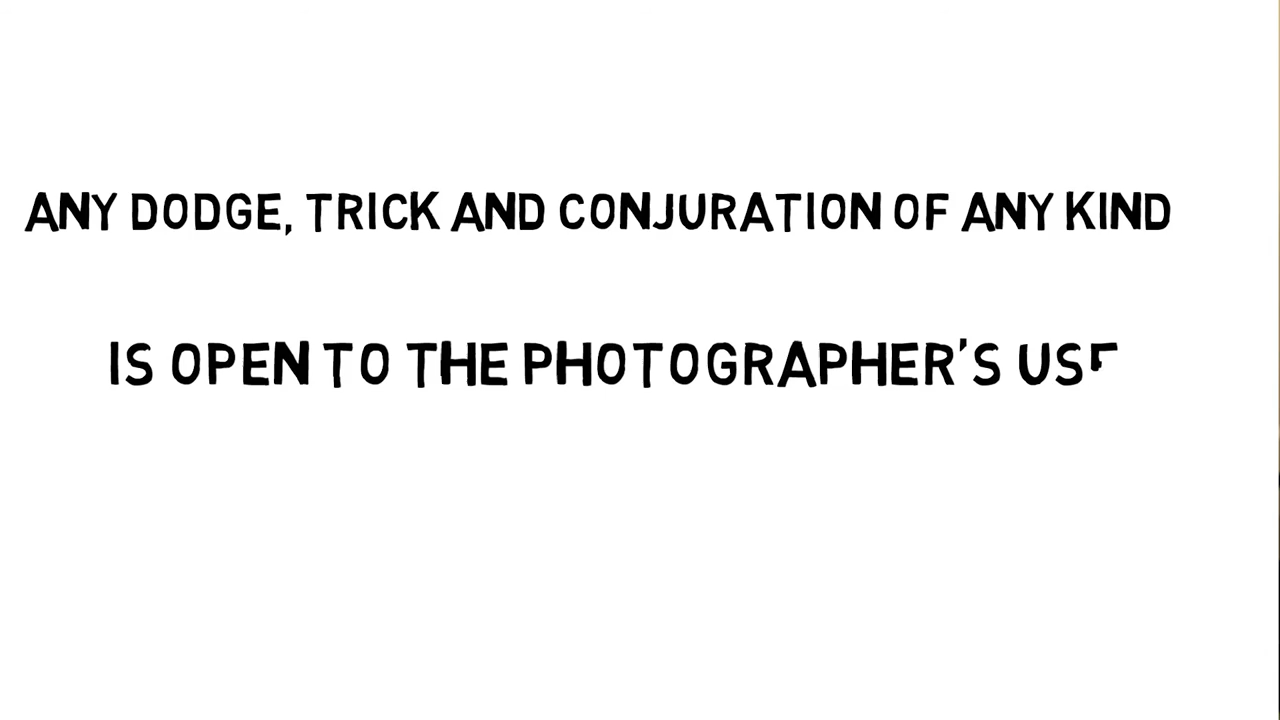 ANY DODGE, TRICK AND CONJURATION OF ANY KIND
IS OPEN TO THE PHOTOGRAPHER'S USE